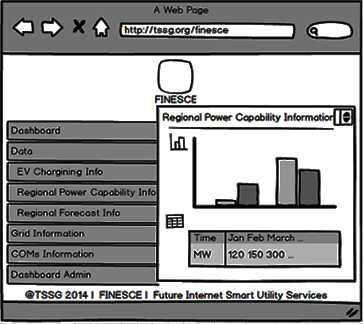 A Web Page
http://tssg.org/finesce
FINESCE
Regional Power Capability Information
Dashboard
Data
EV Chargining Info
Regional Power Capability Info
Regional Forecast Info
Grid Information
COMs Information
Dashboard Admin
Time Jan Feb March ...
MW 120 150 300 ...
@TSSG 2014 I FINESCE I Future Internet Smart Utility Services